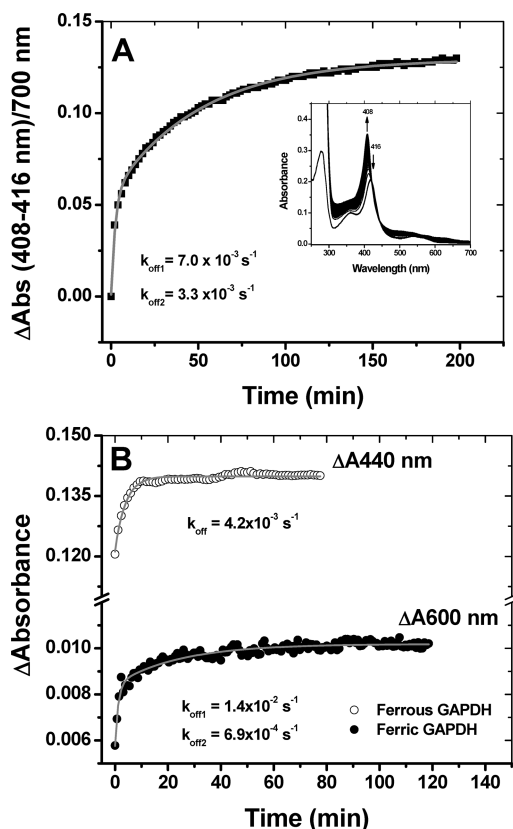 A
ΔAbs (408-416 nm)/700 nm
0.15
0.10
0.05
0.00
k_off1 = 7.0 x 10^-3 s^-1
k_off2 = 3.3 x10^-3 s^-1
0 50 100 150 200
Time (min)
Absorbance
0.4
0.3
0.2
0.1
0.0
408
416
300 400 500 600 700
Wavelength (nm)
B
ΔAbsorbance
0.150
0.135
0.120
0.010
0.008
0.006
ΔA440 nm
k_off = 4.2x10^-3 s^-1
ΔA600 nm
k_off1 = 1.4x10^-2 s^-1
k_off2 = 6.9x10^-4 s^-1
Ferrous GAPDH
Ferric GAPDH
0 20 40 60 80 100 120 140
Time (min)